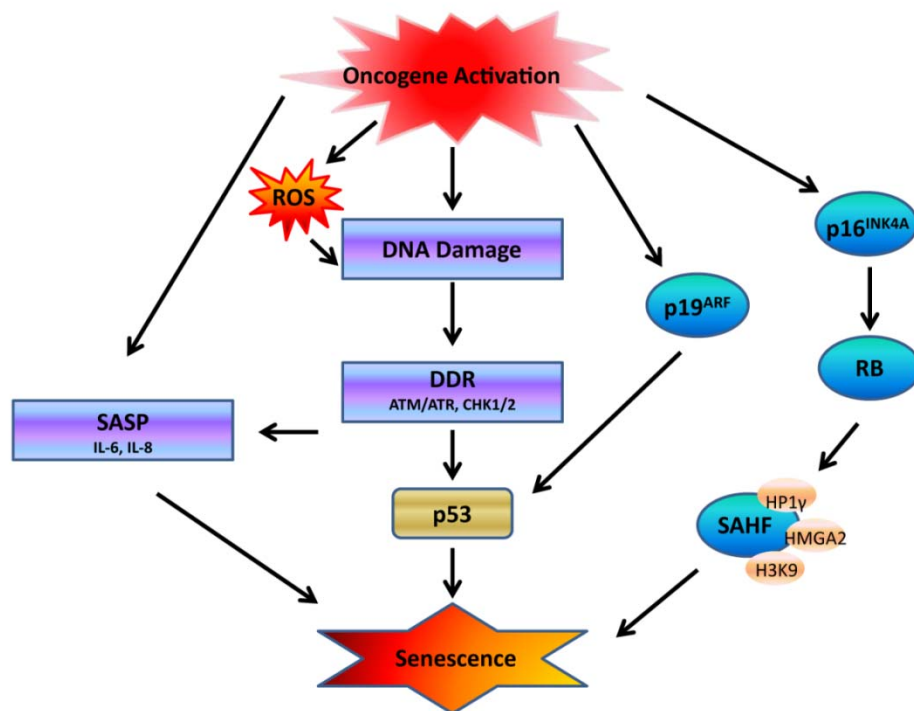 Oncogene Activation
ROS
DNA Damage
p16INK4A
p19ARF
DDR
ATM/ATR, CHK1/2
RB
SASP
IL-6, IL-8
p53
SAHF
HP1γ
HMGA2
H3K9
Senescence